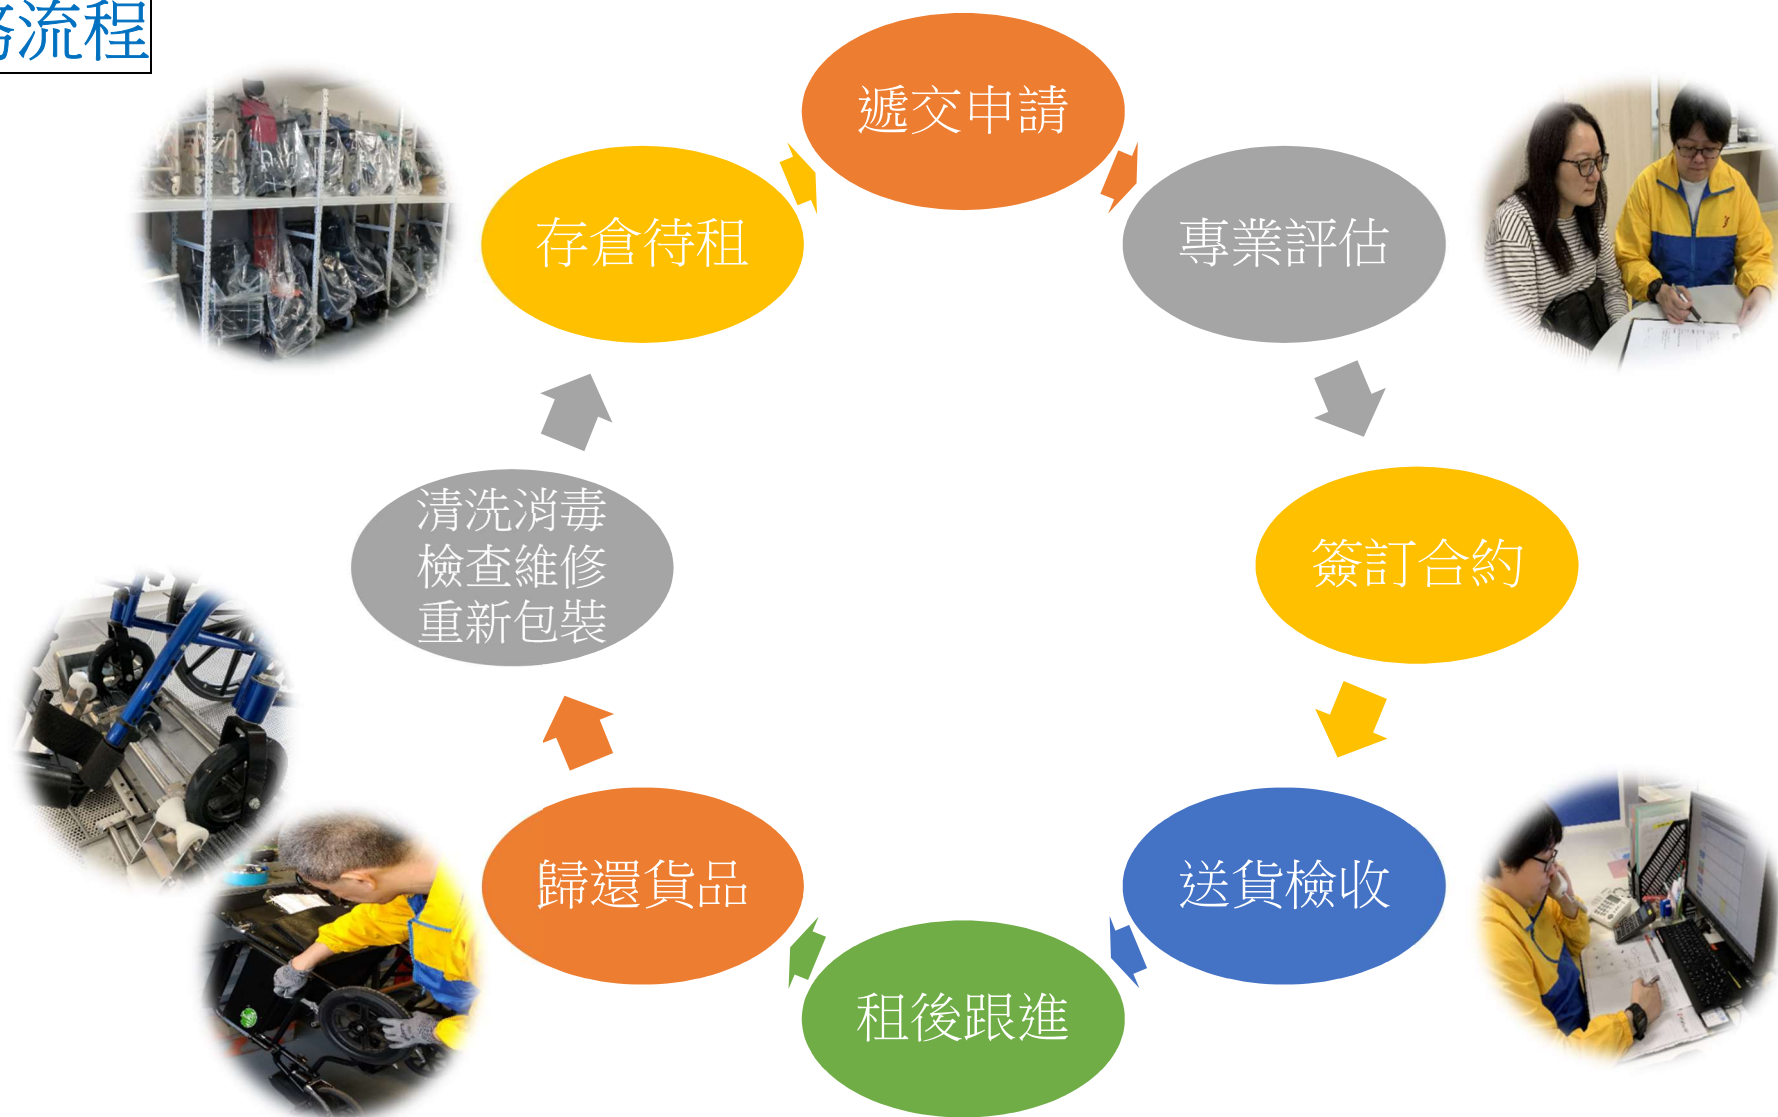 流程
遞交申請
專業評估
簽訂合約
送貨檢收
租後跟進
歸還貨品
清洗消毒
檢查維修
重新包裝
存倉待租